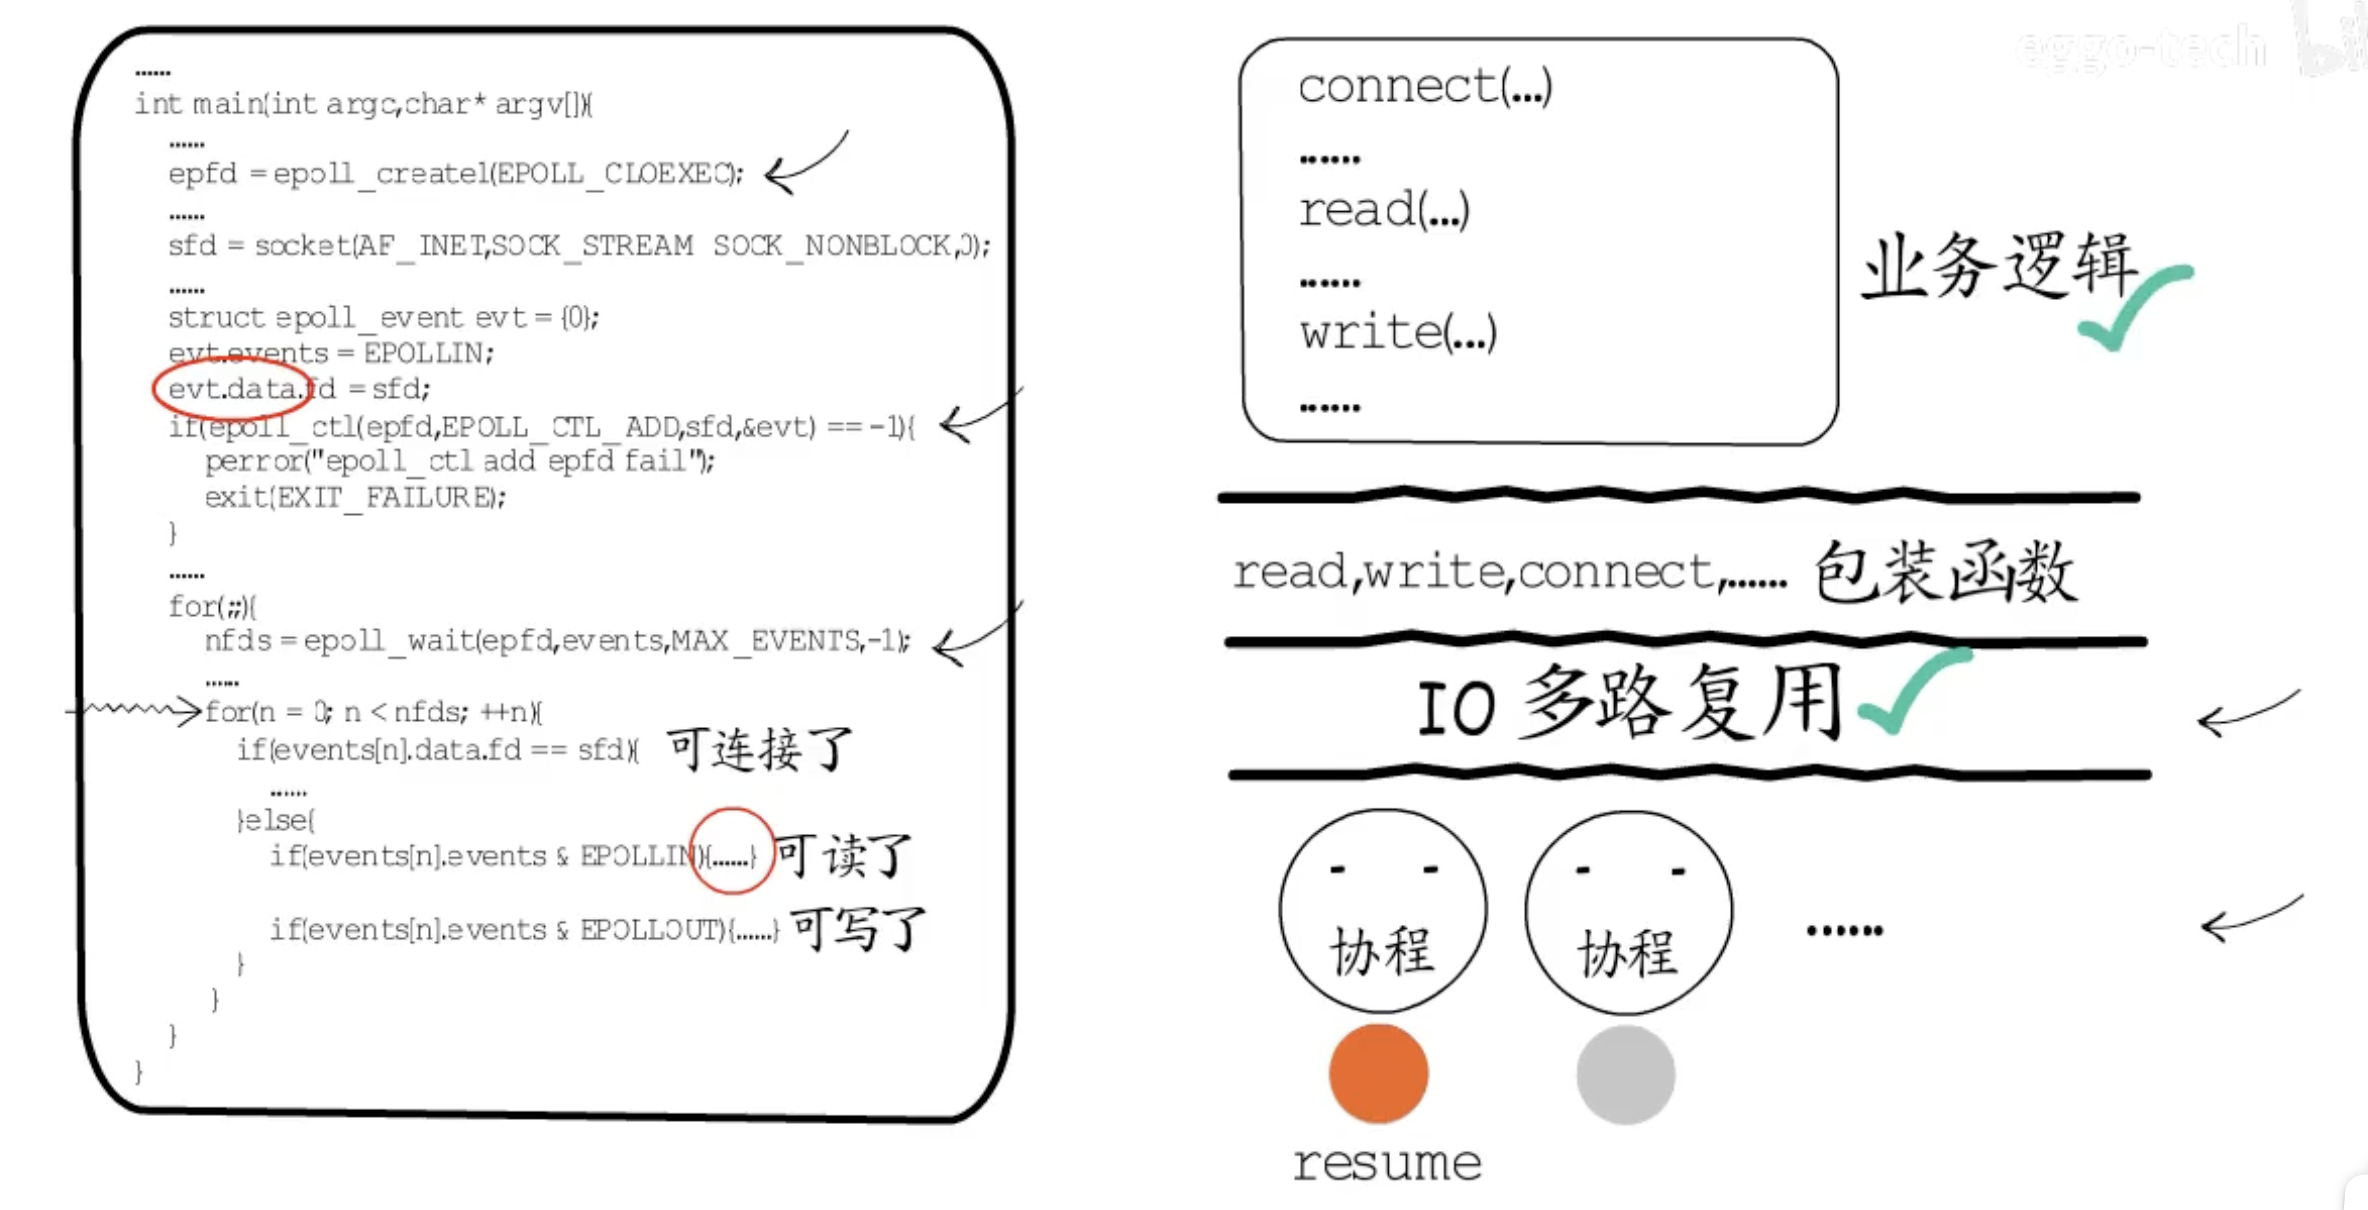 ......
int main(int argc,char* argv[]){
......
epfd = epoll_create1(EPOLL_CLOEXEC);
......
sfd = socket(AF_INET,SOCK_STREAM SOCK_NONBLOCK,0);
......
struct epoll_event evt = {0};
evt.events = EPOLLIN;
evt.data.fd = sfd;
if(epoll_ctl(epfd,EPOLL_CTL_ADD,sfd,&evt) == -1){
perror("epoll_ctl add epfd fail");
exit(EXIT_FAILURE);
}
......
for(;;){
nfds = epoll_wait(epfd,events,MAX_EVENTS,-1);
......
for(n = 0; n < nfds; ++n){
if(events[n].data.fd == sfd){ 可连接了
......
}else{
if(events[n].events & EPOLLIN){......} 可读了
if(events[n].events & EPOLLOUT){......} 可写了
}
}
}
}
eggo-tech
connect(...)
......
read(...)
......
write(...)
......
业务逻辑
read,write,connect,...... 包装函数
IO 多路复用
协程 协程 ......
resume